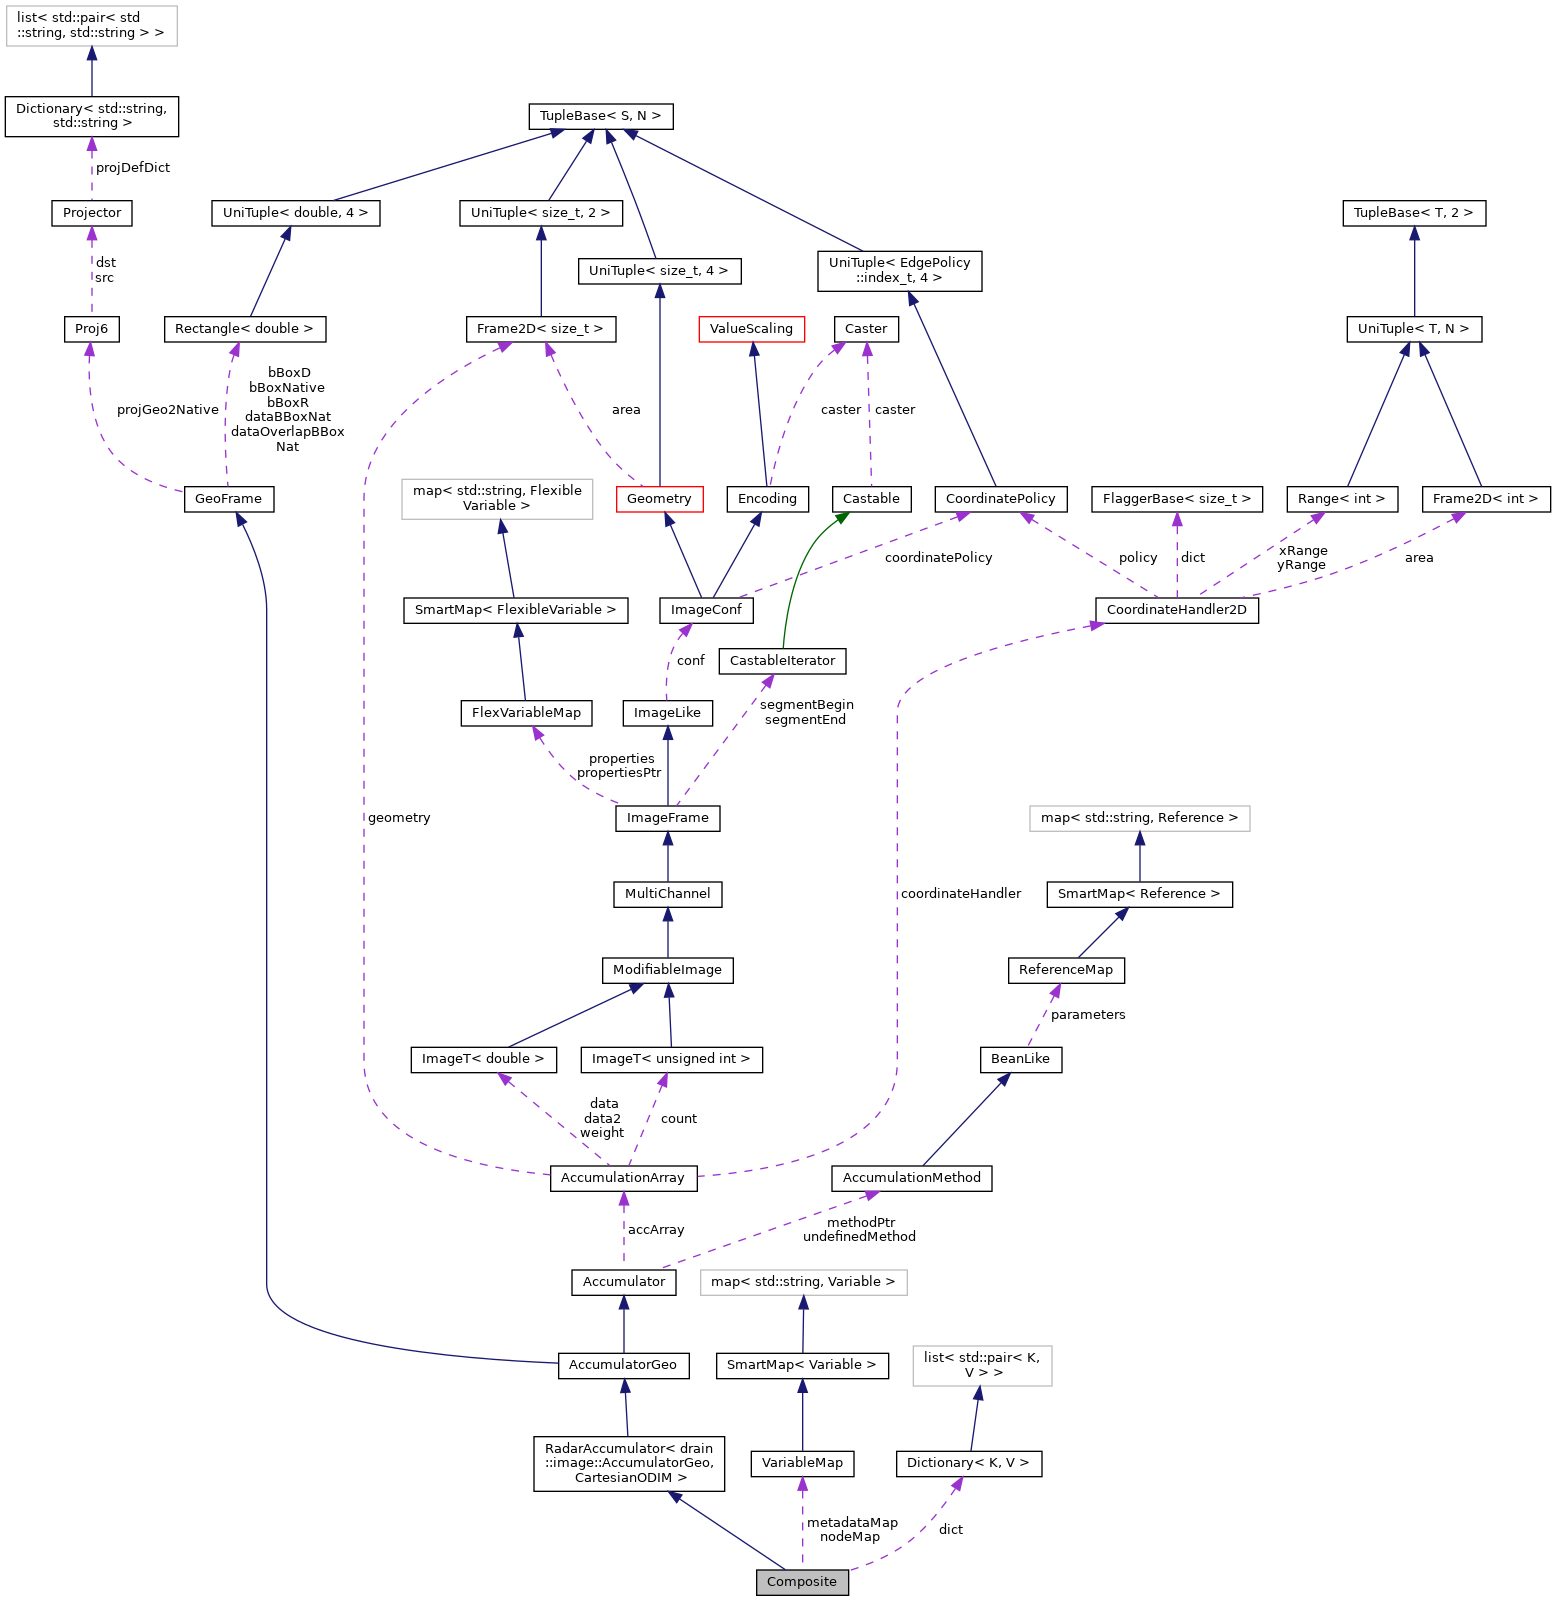 list< std::pair< std
::string, std::string > >
Dictionary< std::string,
std::string >
TupleBase< S, N >
projDefDict
Projector
UniTuple< double, 4 >
UniTuple< size_t, 2 >
TupleBase< T, 2 >
dst
src
UniTuple< size_t, 4 >
UniTuple< EdgePolicy
::index_t, 4 >
Proj6
Rectangle< double >
Frame2D< size_t >
ValueScaling
Caster
UniTuple< T, N >
projGeo2Native
bBoxD
bBoxNative
bBoxR
dataBBoxNat
dataOverlapBBox
Nat
area
caster
caster
GeoFrame
map< std::string, Flexible
Variable >
Geometry
Encoding
Castable
CoordinatePolicy
FlaggerBase< size_t >
Range< int >
Frame2D< int >
coordinatePolicy
policy
dict
xRange
yRange
area
SmartMap< FlexibleVariable >
ImageConf
CoordinateHandler2D
conf
CastableIterator
FlexVariableMap
ImageLike
segmentBegin
segmentEnd
properties
propertiesPtr
geometry
ImageFrame
map< std::string, Reference >
MultiChannel
coordinateHandler
SmartMap< Reference >
ModifiableImage
ReferenceMap
parameters
ImageT< double >
ImageT< unsigned int >
BeanLike
data
data2
weight
count
AccumulationArray
AccumulationMethod
accArray
methodPtr
undefinedMethod
Accumulator
map< std::string, Variable >
AccumulatorGeo
SmartMap< Variable >
list< std::pair< K,
V > >
RadarAccumulator< drain
::image::AccumulatorGeo,
CartesianODIM >
VariableMap
Dictionary< K, V >
metadataMap
nodeMap
dict
Composite